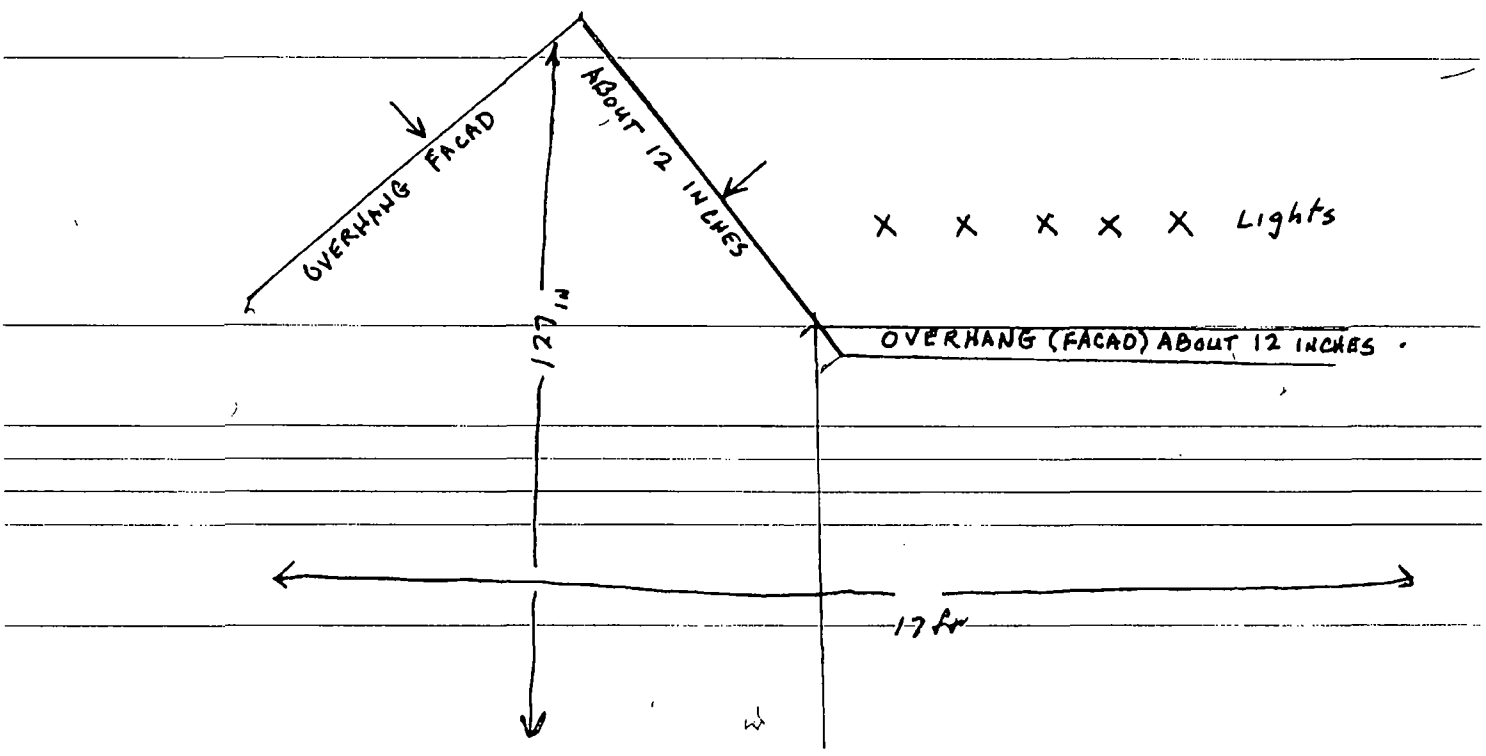 OVERHANG FACAD
ABOUT 12 INCHES
X X X X X Lights
127 IN
OVERHANG (FACAD) ABOUT 12 INCHES
17 ft